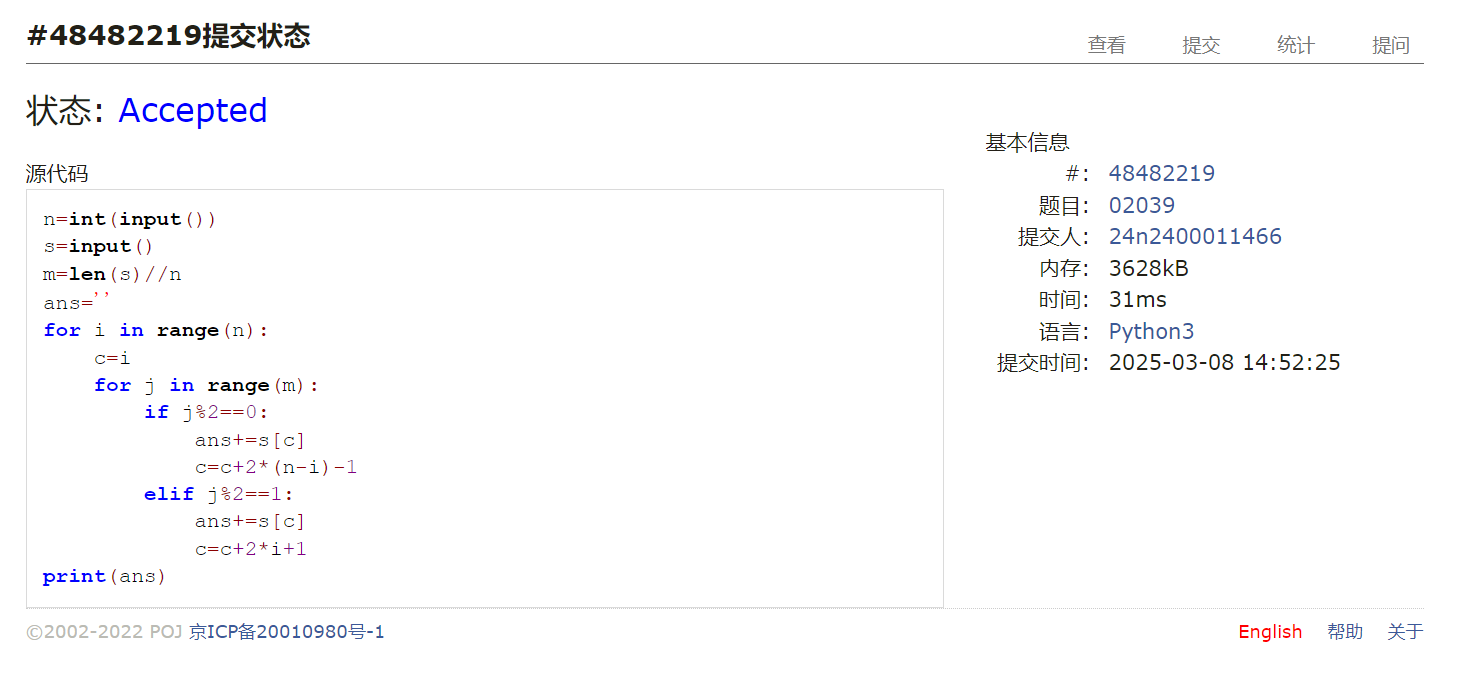 #48482219提交状态
查看 提交 统计 提问
状态: Accepted
源代码
n=int(input())
s=input()
m=len(s)//n
ans=''
for i in range(n):
    c=i
    for j in range(m):
        if j%2==0:
            ans+=s[c]
            c=c+2*(n-i)-1
        elif j%2==1:
            ans+=s[c]
            c=c+2*i+1
print(ans)
基本信息
#: 48482219
题目: 02039
提交人: 24n2400011466
内存: 3628kB
时间: 31ms
语言: Python3
提交时间: 2025-03-08 14:52:25
©2002-2022 POJ 京ICP备20010980号-1
English 帮助 关于